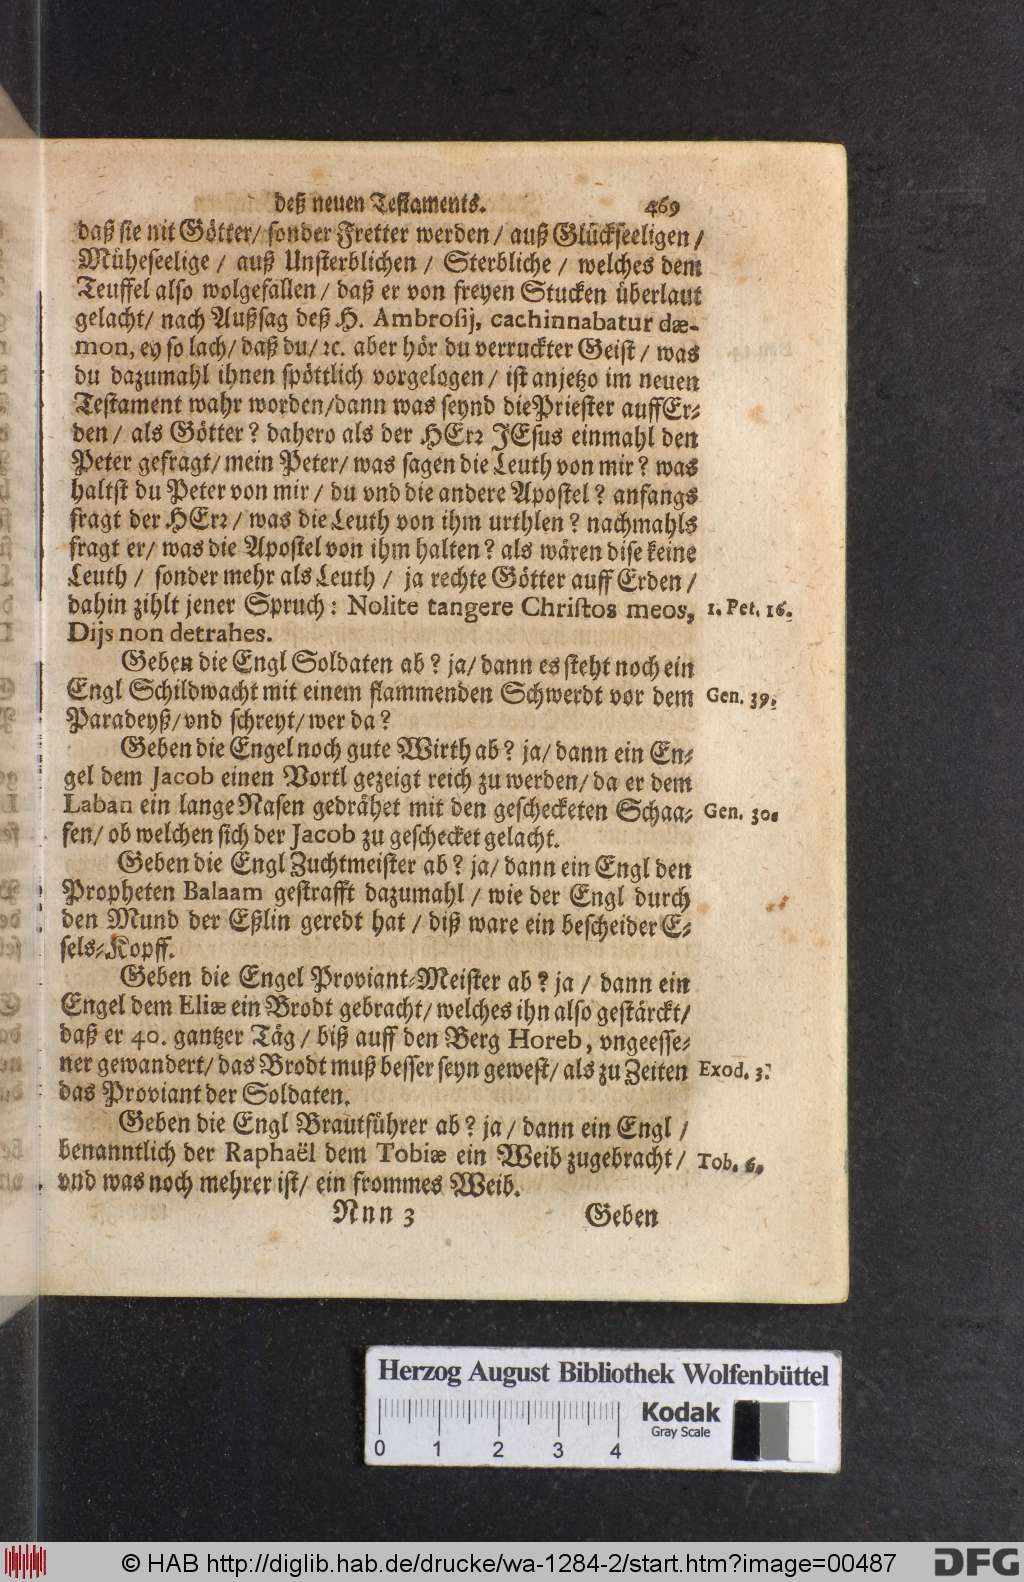 deß neuen Testaments. 469
daß sie nit Götter/ sonder Fretter werden / auß Glückseeligen /
Müheseelige / auß Unsterblichen / Sterbliche / welches dem
Teuffel also wolgefallen / daß er von freyen Stucken überlaut
gelacht/ nach Außsag deß H. Ambrosij, cachinnabatur dæ-
mon, ey so lach/ daß du/ ꝛc. aber hör du verruckter Geist / was
du dazumahl ihnen spöttlich vorgelogen / ist anjetzo im neuen
Testament wahr worden/dann was seynd die Priester auff Er-
den / als Götter? dahero als der HErꝛ JEsus einmahl den
Peter gefragt/ mein Peter/ was sagen die Leuth von mir? was
haltst du Peter von mir / du vnd die andere Apostel? anfangs
fragt der HErꝛ / was die Leuth von ihm urthlen? nachmahls
fragt er/ was die Apostel von ihm halten? als wären dise keine
Leuth / sonder mehr als Leuth / ja rechte Götter auff Erden /
dahin zihlt jener Spruch: Nolite tangere Christos meos, 1. Pet. 16.
Dijs non detrahes.
Geben die Engl Soldaten ab? ja/ dann es steht noch ein
Engl Schildwacht mit einem flammenden Schwerdt vor dem Gen. 39.
Paradeyß/ vnd schreyt/ wer da?
Geben die Engel noch gute Wirth ab? ja/ dann ein En-
gel dem Jacob einen Vortl gezeigt reich zu werden/ da er dem
Laban ein lange Nasen gedrähet mit den gescheckten Schaa- Gen. 30.
fen/ ob welchen sich der Jacob zu geschecket gelacht.
Geben die Engl Zuchtmeister ab? ja/ dann ein Engl den
Propheten Balaam gestrafft dazumahl / wie der Engl durch
den Mund der Eßlin geredt hat / diß ware ein bescheider E-
sels-Kopff.
Geben die Engel Proviant-Meister ab? ja / dann ein
Engel dem Eliæ ein Brodt gebracht/ welches ihn also gestärckt/
daß er 40. gantzer Täg / biß auff den Berg Horeb, vngeesse-
ner gewandert/ das Brodt muß besser seyn gewest/ als zu Zeiten Exod. 3.
das Proviant der Soldaten.
Geben die Engl Brautführer ab? ja / dann ein Engl /
benanntlich der Raphaël dem Tobiæ ein Weib zugebracht / Tob. 6.
vnd was noch mehrer ist/ ein frommes Weib.
Nnn 3 Geben
Herzog August Bibliothek Wolfenbüttel
0 1 2 3 4
Kodak
Gray Scale
© HAB http://diglib.hab.de/drucke/wa-1284-2/start.htm?image=00487
DFG